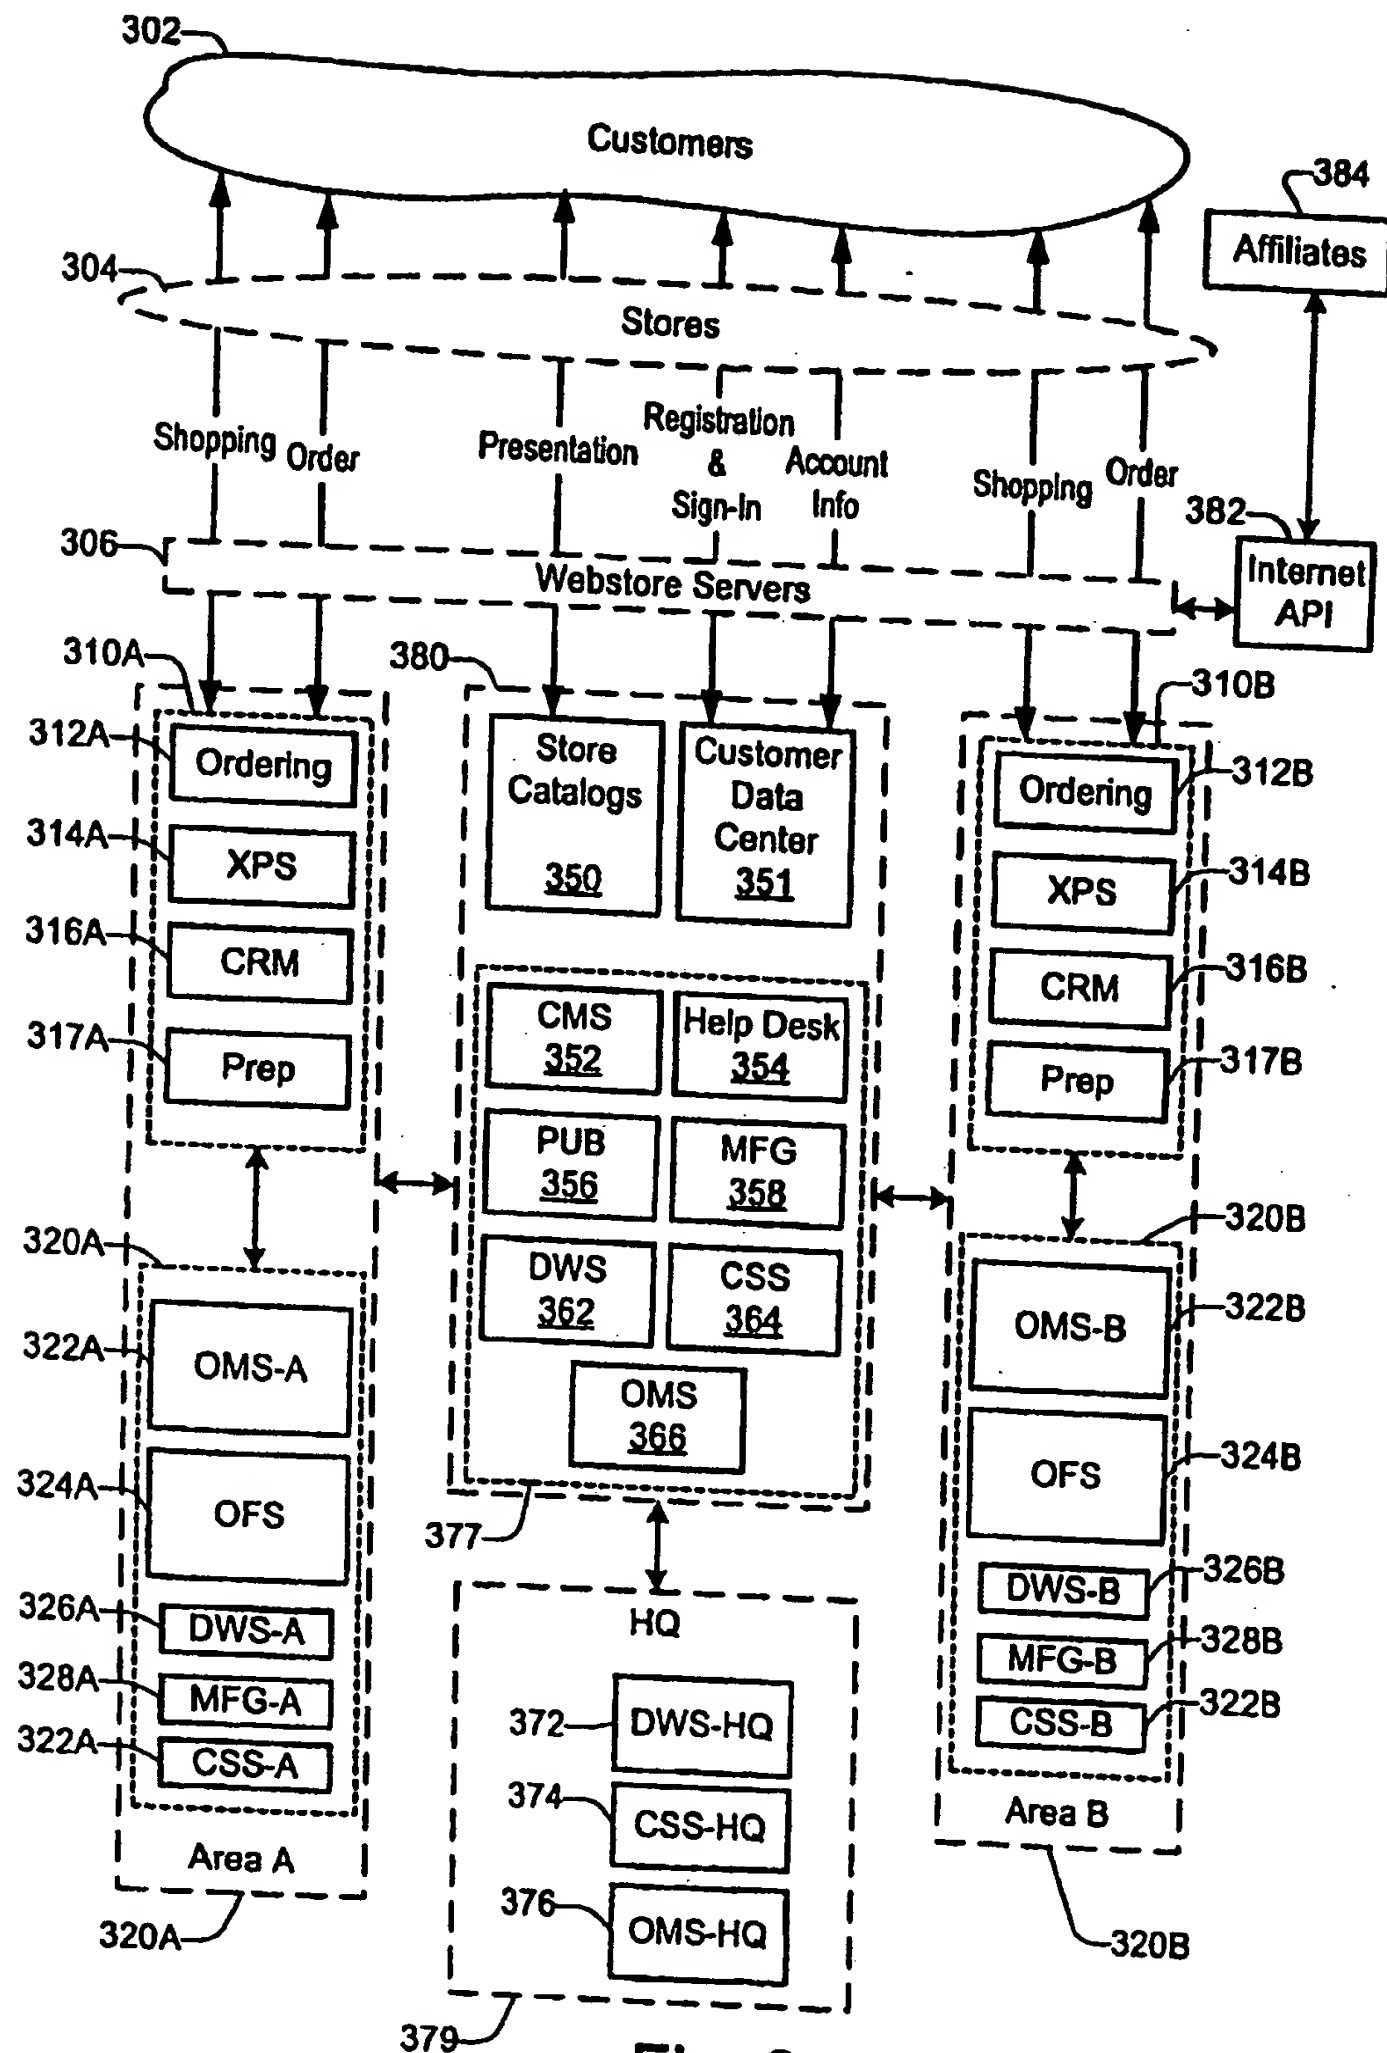 302
Customers
384
Affiliates
304
Stores
Shopping
Order
Presentation
Registration
&
Sign-In
Account
Info
Shopping
Order
382
Internet
API
306
Webstore Servers
310A
312A
Ordering
314A
XPS
316A
CRM
317A
Prep
320A
322A
OMS-A
324A
OFS
326A
DWS-A
328A
MFG-A
322A
CSS-A
Area A
320A
380
Store
Catalogs
350
Customer
Data
Center
351
CMS
352
Help Desk
354
PUB
356
MFG
358
DWS
362
CSS
364
OMS
366
377
HQ
372
DWS-HQ
374
CSS-HQ
376
OMS-HQ
379
310B
Ordering
312B
XPS
314B
CRM
316B
Prep
317B
320B
OMS-B
322B
OFS
324B
DWS-B
326B
MFG-B
328B
CSS-B
322B
Area B
320B